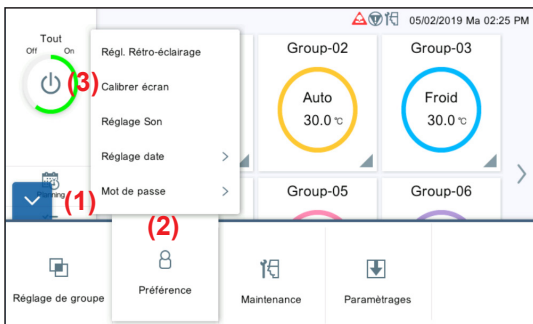 05/02/2019 Ma 02:25 PM
Tout
Off On
(3)
Régl. Rétro-éclairage
Calibrer écran
Réglage Son
Réglage date
Mot de passe
Group-02
Auto
30.0 °C
Group-03
Froid
30.0 °C
(1)
Group-05
Group-06
(2)
Réglage de groupe
Préférence
Maintenance
Paramètrages